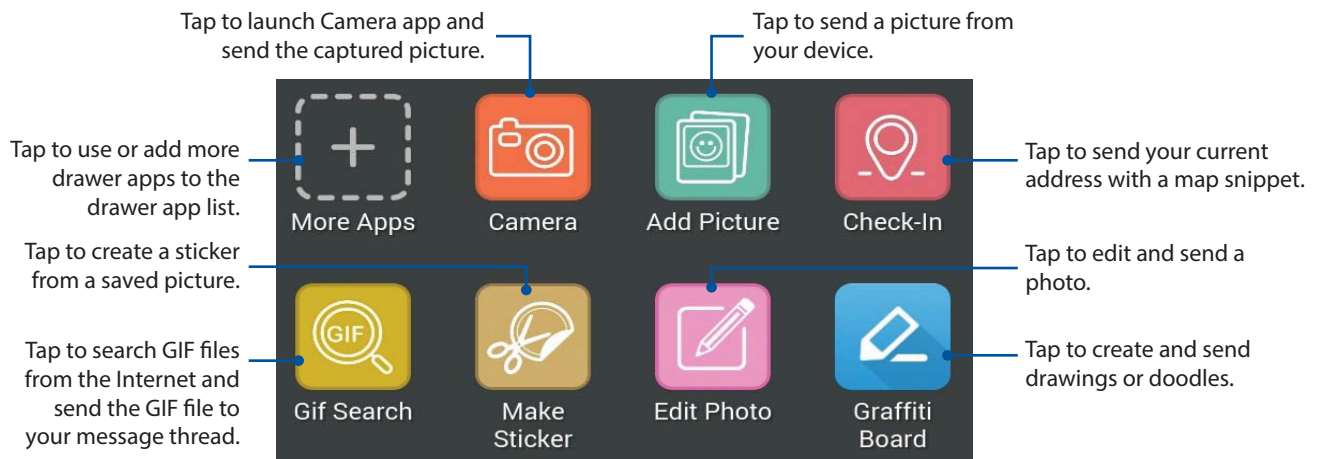 Tap to launch Camera app and
send the captured picture.
Tap to send a picture from
your device.
Tap to use or add more
drawer apps to the
drawer app list.
Tap to send your current
address with a map snippet.
More Apps
Camera
Add Picture
Check-In
Tap to create a sticker
from a saved picture.
Tap to edit and send a
photo.
GIF
Tap to search GIF files
from the Internet and
send the GIF file to
your message thread.
Tap to create and send
drawings or doodles.
Gif Search
Make
Sticker
Edit Photo
Graffiti
Board